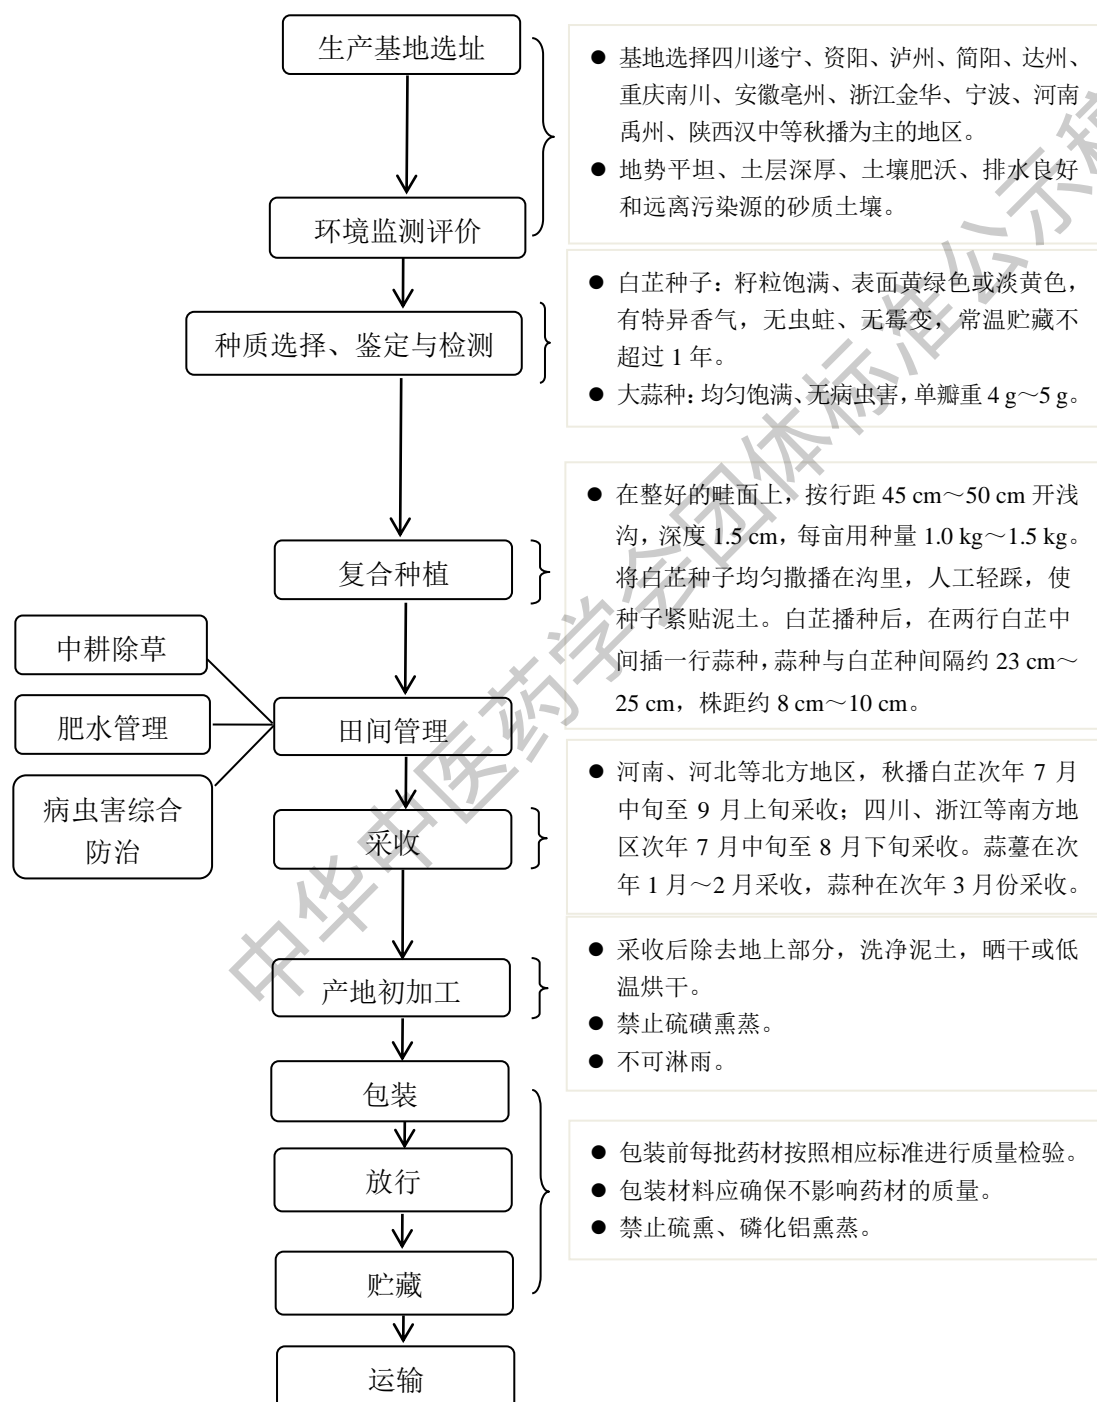 生产基地选址
● 基地选择四川遂宁、资阳、泸州、简阳、达州、
重庆南川、安徽亳州、浙江金华、宁波、河南
禹州、陕西汉中等秋播为主的地区。
● 地势平坦、土层深厚、土壤肥沃、排水良好
和远离污染源的砂质土壤。
环境监测评价
● 白芷种子：籽粒饱满、表面黄绿色或淡黄色，
有特异香气，无虫蛀、无霉变，常温贮藏不
超过 1 年。
● 大蒜种：均匀饱满、无病虫害，单瓣重 4 g～5 g。
种质选择、鉴定与检测
● 在整好的畦面上，按行距 45 cm～50 cm 开浅
沟，深度 1.5 cm，每亩用种量 1.0 kg～1.5 kg。
将白芷种子均匀撒播在沟里，人工轻踩，使
种子紧贴泥土。白芷播种后，在两行白芷中
间插一行蒜种，蒜种与白芷种间隔约 23 cm～
25 cm，株距约 8 cm～10 cm。
复合种植
中耕除草
肥水管理
病虫害综合
防治
田间管理
● 河南、河北等北方地区，秋播白芷次年 7 月
中旬至 9 月上旬采收；四川、浙江等南方地
区次年 7 月中旬至 8 月下旬采收。蒜薹在次
年 1 月～2 月采收，蒜种在次年 3 月份采收。
采收
● 采收后除去地上部分，洗净泥土，晒干或低
温烘干。
● 禁止硫磺熏蒸。
● 不可淋雨。
产地初加工
包装
● 包装前每批药材按照相应标准进行质量检验。
● 包装材料应确保不影响药材的质量。
● 禁止硫熏、磷化铝熏蒸。
放行
贮藏
运输
中华中医药学会团体标准公示稿